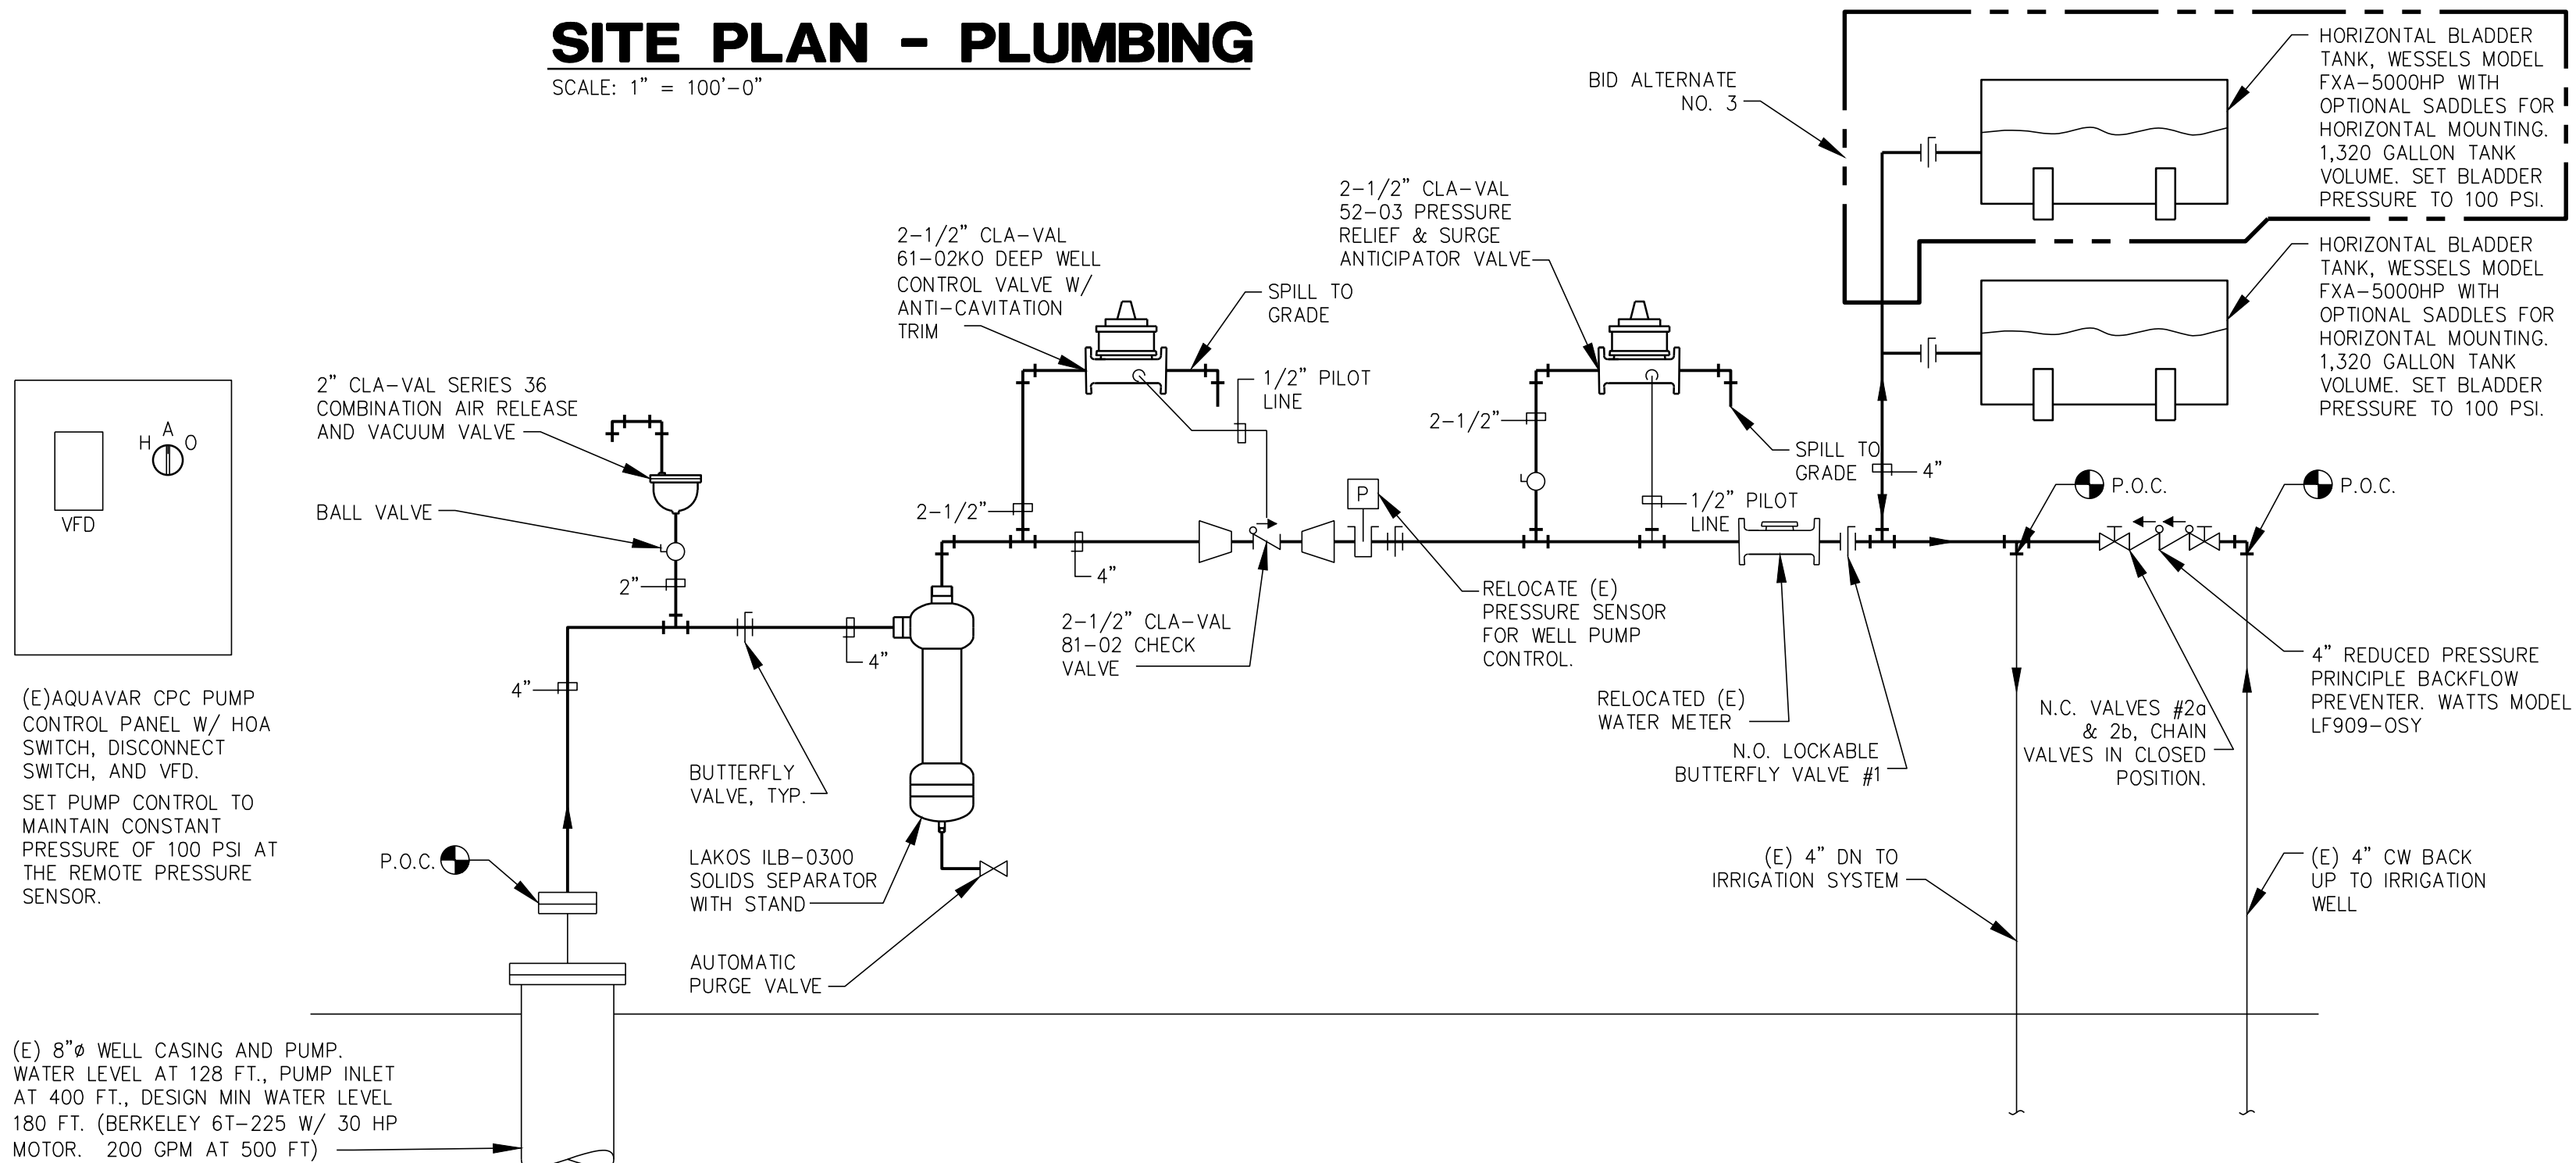 SITE PLAN - PLUMBING
SCALE: 1" = 100'-0"
BID ALTERNATE
NO. 3
HORIZONTAL BLADDER
TANK, WESSELS MODEL
FXA-5000HP WITH
OPTIONAL SADDLES FOR
HORIZONTAL MOUNTING.
1,320 GALLON TANK
VOLUME. SET BLADDER
PRESSURE TO 100 PSI.
HORIZONTAL BLADDER
TANK, WESSELS MODEL
FXA-5000HP WITH
OPTIONAL SADDLES FOR
HORIZONTAL MOUNTING.
1,320 GALLON TANK
VOLUME. SET BLADDER
PRESSURE TO 100 PSI.
2-1/2" CLA-VAL
52-03 PRESSURE
RELIEF & SURGE
ANTICIPATOR VALVE
2-1/2" CLA-VAL
61-02KO DEEP WELL
CONTROL VALVE W/
ANTI-CAVITATION
TRIM
SPILL TO
GRADE
1/2" PILOT
LINE
2" CLA-VAL SERIES 36
COMBINATION AIR RELEASE
AND VACUUM VALVE
BALL VALVE
2"
H A O
VFD
(E)AQUAVAR CPC PUMP
CONTROL PANEL W/ HOA
SWITCH, DISCONNECT
SWITCH, AND VFD.
SET PUMP CONTROL TO
MAINTAIN CONSTANT
PRESSURE OF 100 PSI AT
THE REMOTE PRESSURE
SENSOR.
2-1/2"
2-1/2"
SPILL TO
GRADE
4"
P
1/2" PILOT
LINE
P.O.C.
P.O.C.
4"
4"
4"
2-1/2" CLA-VAL
81-02 CHECK
VALVE
RELOCATE (E)
PRESSURE SENSOR
FOR WELL PUMP
CONTROL.
RELOCATED (E)
WATER METER
N.O. LOCKABLE
BUTTERFLY VALVE #1
N.C. VALVES #2a
& 2b, CHAIN
VALVES IN CLOSED
POSITION.
4" REDUCED PRESSURE
PRINCIPLE BACKFLOW
PREVENTER. WATTS MODEL
LF909-OSY
BUTTERFLY
VALVE, TYP.
P.O.C.
LAKOS ILB-0300
SOLIDS SEPARATOR
WITH STAND
AUTOMATIC
PURGE VALVE
(E) 4" DN TO
IRRIGATION SYSTEM
(E) 4" CW BACK
UP TO IRRIGATION
WELL
(E) 8"ø WELL CASING AND PUMP.
WATER LEVEL AT 128 FT., PUMP INLET
AT 400 FT., DESIGN MIN WATER LEVEL
180 FT. (BERKELEY 6T-225 W/ 30 HP
MOTOR. 200 GPM AT 500 FT)